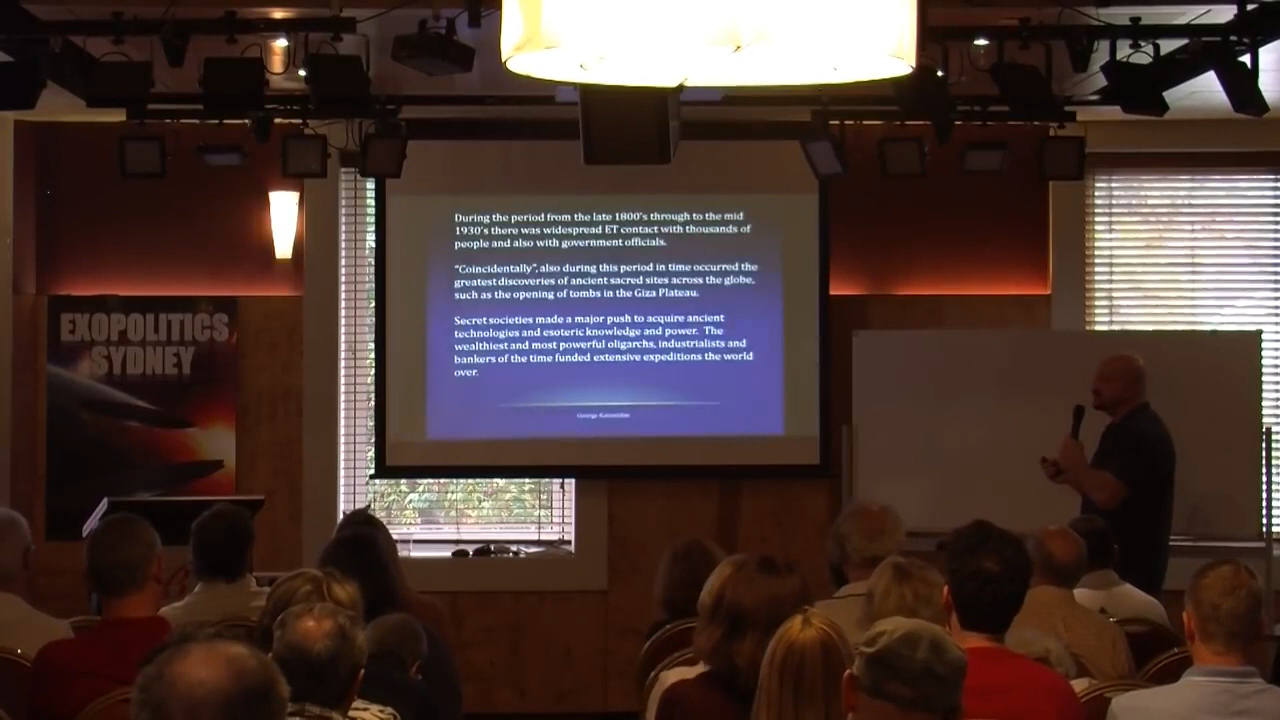 EXOPOLITICS
SYDNEY
During the period from the late 1800's through to the mid
1930's there was widespread ET contact with thousands of
people and also with government officials.
"Coincidentally", also during this period in time occurred the
greatest discoveries of ancient sacred sites across the globe,
such as the opening of tombs in the Giza Plateau.
Secret societies made a major push to acquire ancient
technologies and esoteric knowledge and power. The
wealthiest and most powerful oligarchs, industrialists and
bankers of the time funded extensive expeditions the world
over.
George